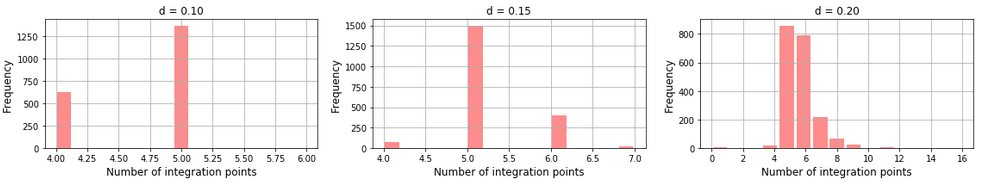 d = 0.10
1250
1000
750
500
250
0
Frequency
4.00 4.25 4.50 4.75 5.00 5.25 5.50 5.75 6.00
Number of integration points
d = 0.15
1500
1250
1000
750
500
250
0
Frequency
4.0 4.5 5.0 5.5 6.0 6.5 7.0
Number of integration points
d = 0.20
800
600
400
200
0
Frequency
0 2 4 6 8 10 12 14 16
Number of integration points